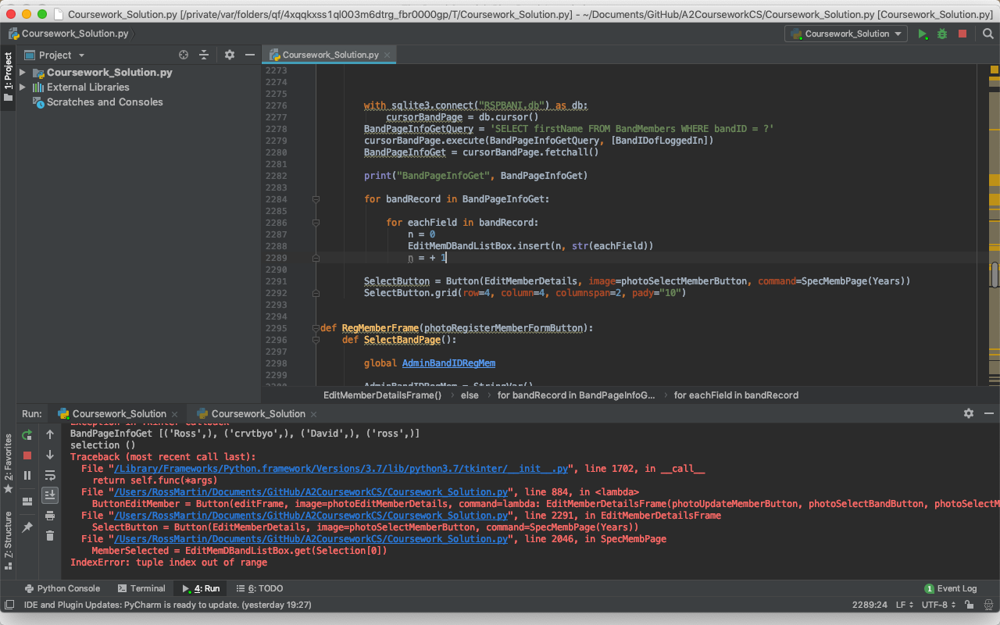 Coursework_Solution.py [/private/var/folders/qf/4xqqkxss1ql003m6dtrg_fbr0000gp/T/Coursework_Solution.py] - ~/Documents/GitHub/A2CourseworkCS/Coursework_Solution.py [Coursework_Solution.py]
Coursework_Solution.py
Coursework_Solution
Project
Coursework_Solution.py
1: Project
Coursework_Solution.py
External Libraries
Scratches and Consoles
2273
2274
2275
2276 with sqlite3.connect("RSPBANI.db") as db:
2277 cursorBandPage = db.cursor()
2278 BandPageInfoGetQuery = 'SELECT firstName FROM BandMembers WHERE bandID = ?'
2279 cursorBandPage.execute(BandPageInfoGetQuery, [BandIDofLoggedIn])
2280 BandPageInfoGet = cursorBandPage.fetchall()
2281
2282 print("BandPageInfoGet", BandPageInfoGet)
2283
2284 for bandRecord in BandPageInfoGet:
2285
2286 for eachField in bandRecord:
2287 n = 0
2288 EditMemDBandListBox.insert(n, str(eachField))
2289 n = + 1
2290
2291 SelectButton = Button(EditMemberDetails, image=photoSelectMemberButton, command=SpecMembPage(Years))
2292 SelectButton.grid(row=4, column=4, columnspan=2, pady="10")
2293
2294
2295 def RegMemberFrame(photoRegisterMemberFormButton):
2296 def SelectBandPage():
2297
2298 global AdminBandIDRegMem
2299
2300 AdminBandIDRegMem = StringVar()
EditMemberDetailsFrame() › else › for bandRecord in BandPageInfoG... › for eachField in bandRecord
Run: Coursework_Solution × Coursework_Solution ×
Exception in Tkinter callback
BandPageInfoGet [('Ross',), ('crvtbyo',), ('David',), ('ross',)]
selection ()
Traceback (most recent call last):
File "/Library/Frameworks/Python.framework/Versions/3.7/lib/python3.7/tkinter/__init__.py", line 1702, in __call__
return self.func(*args)
File "/Users/RossMartin/Documents/GitHub/A2CourseworkCS/Coursework_Solution.py", line 884, in <lambda>
ButtonEditMember = Button(editFrame, image=photoEditMemberDetails, command=lambda: EditMemberDetailsFrame(photoUpdateMemberButton, photoSelectBandButton, photoSelectM
File "/Users/RossMartin/Documents/GitHub/A2CourseworkCS/Coursework_Solution.py", line 2291, in EditMemberDetailsFrame
SelectButton = Button(EditMemberDetails, image=photoSelectMemberButton, command=SpecMembPage(Years))
File "/Users/RossMartin/Documents/GitHub/A2CourseworkCS/Coursework_Solution.py", line 2046, in SpecMembPage
MemberSelected = EditMemDBandListBox.get(Selection[0])
IndexError: tuple index out of range
2: Favorites
Z: Structure
Python Console
Terminal
4: Run
6: TODO
1 Event Log
IDE and Plugin Updates: PyCharm is ready to update. (yesterday 19:27)
2289:24 LF UTF-8